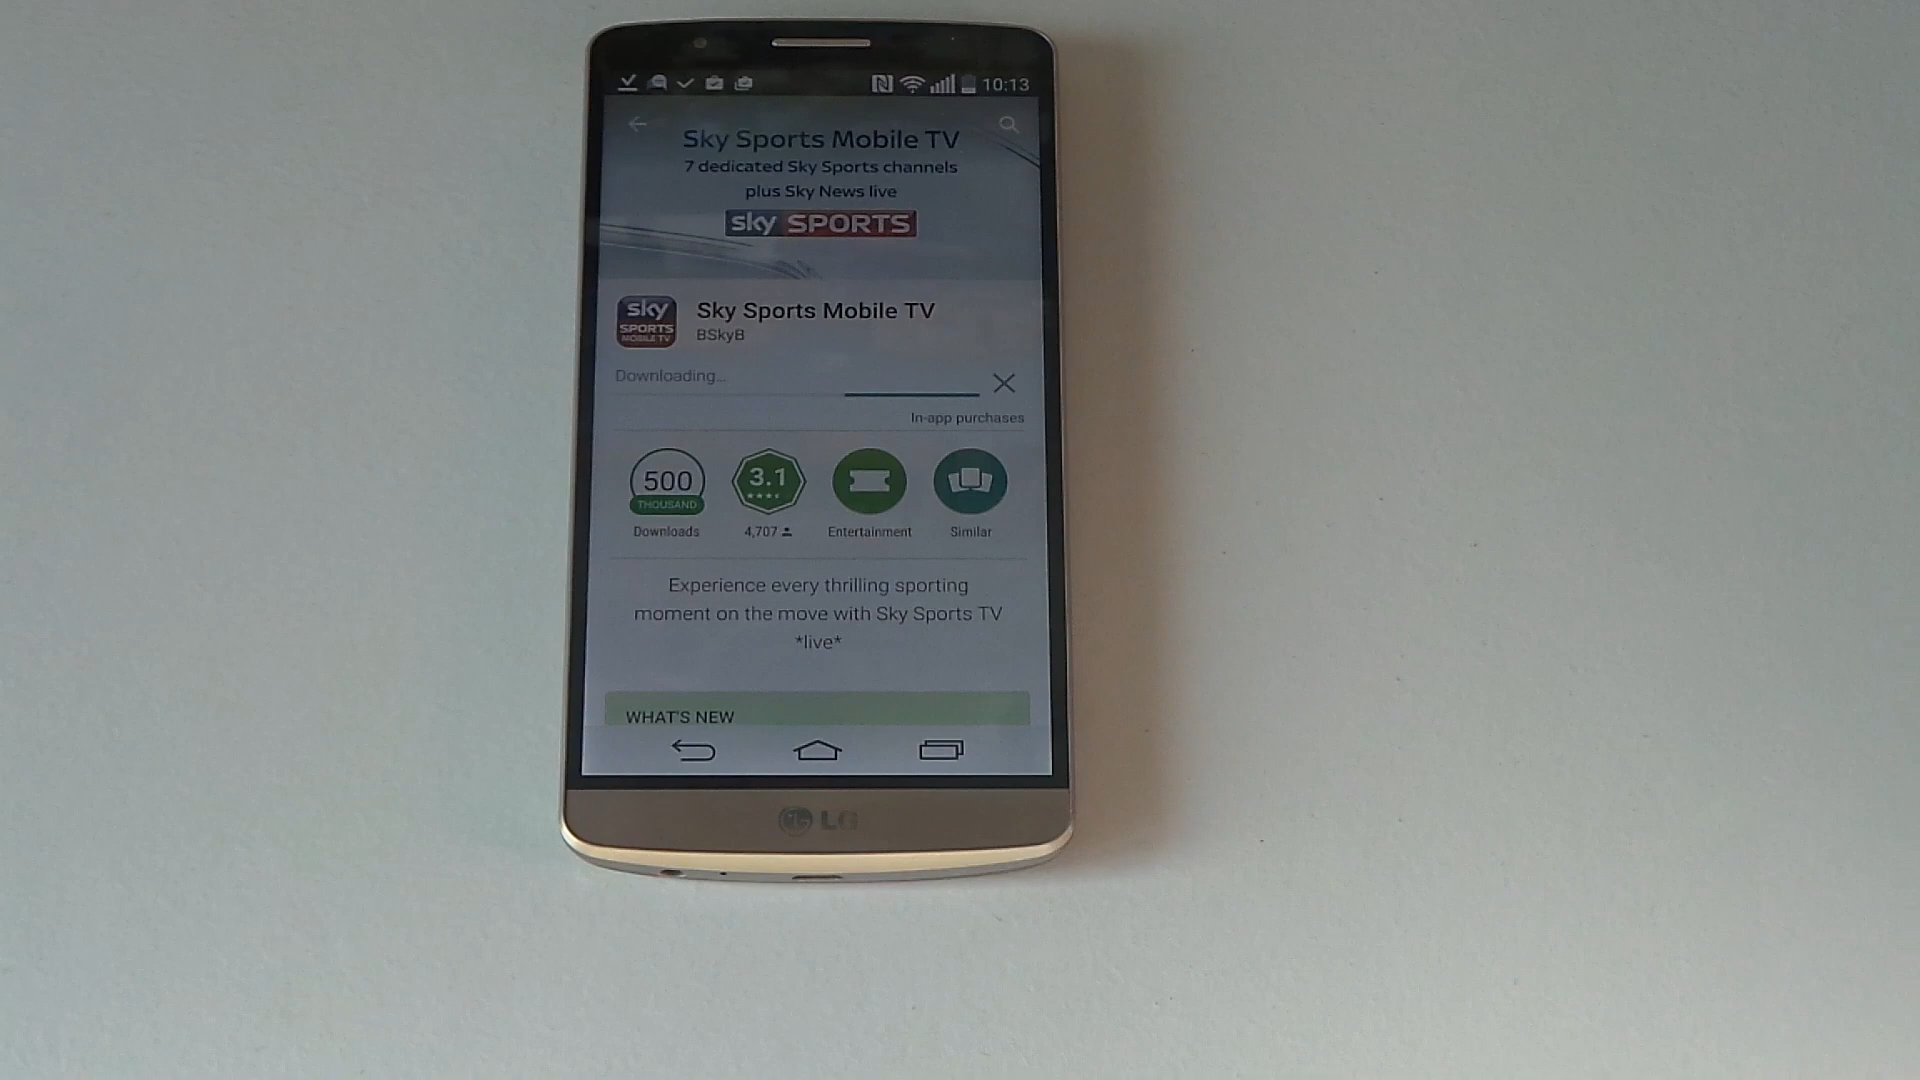 10:13
Sky Sports Mobile TV
7 dedicated Sky Sports channels
plus Sky News live
sky SPORTS
sky
SPORTS
MOBILE TV
Sky Sports Mobile TV
BSkyB
Downloading...
In-app purchases
500
THOUSAND
Downloads
3.1
4,707
Entertainment
Similar
Experience every thrilling sporting
moment on the move with Sky Sports TV
*live*
WHAT'S NEW
LG